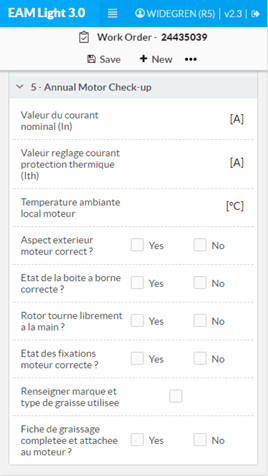 EAM Light 3.0 WIDEGREN (R5) | v2.3 |
Work Order - 24435039
Save New •••
5 - Annual Motor Check-up
Valeur du courant
nominal (In)
[A]
Valeur reglage courant
protection thermique
(Ith)
[A]
Temperature ambiante
local moteur
[°C]
Aspect exterieur
moteur correct ?
Yes No
Etat de la boite a borne
correcte ?
Yes No
Rotor tourne librement
a la main ?
Yes No
Etat des fixations
moteur correcte ?
Yes No
Renseigner marque et
type de graisse utilisee
Fiche de graissage
completee et attachee
au moteur ?
Yes No